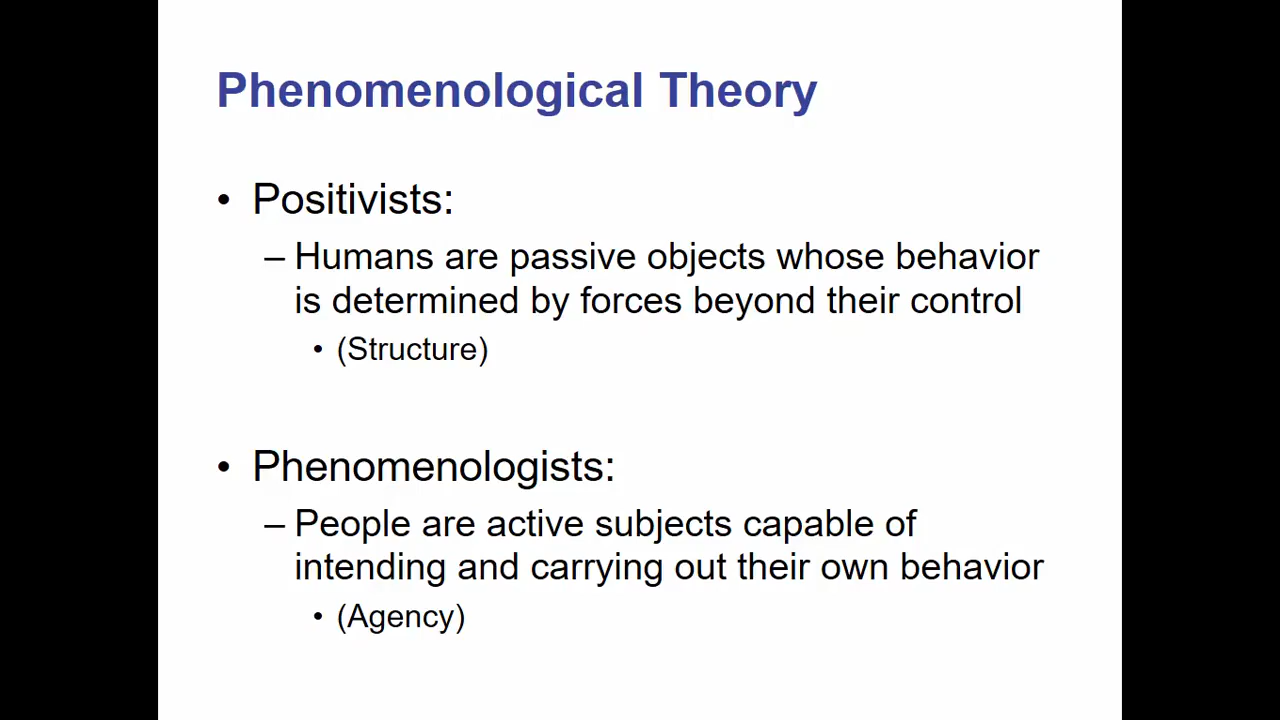 Phenomenological Theory
• Positivists:
– Humans are passive objects whose behavior
is determined by forces beyond their control
• (Structure)
• Phenomenologists:
– People are active subjects capable of
intending and carrying out their own behavior
• (Agency)